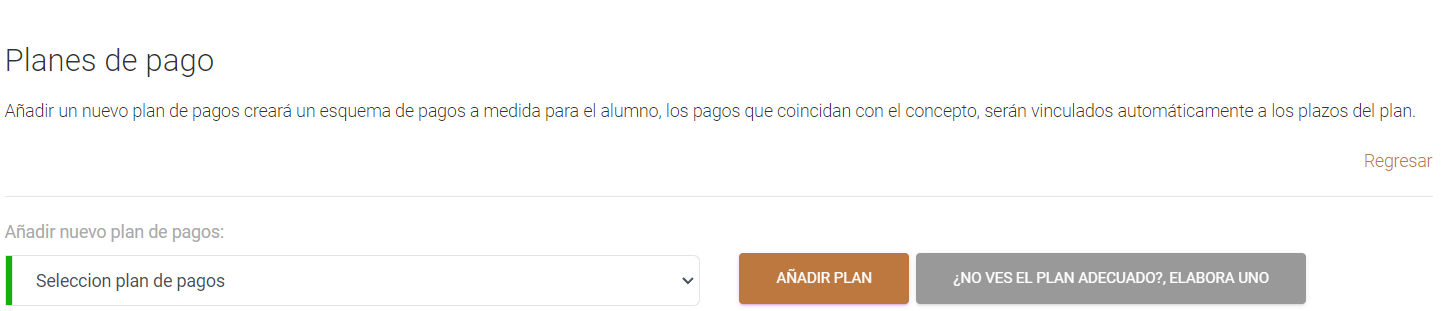 Planes de pago
Añadir un nuevo plan de pagos creará un esquema de pagos a medida para el alumno, los pagos que coincidan con el concepto, serán vinculados automáticamente a los plazos del plan.
Regresar
Añadir nuevo plan de pagos:
Seleccion plan de pagos
AÑADIR PLAN
¿NO VES EL PLAN ADECUADO?, ELABORA UNO